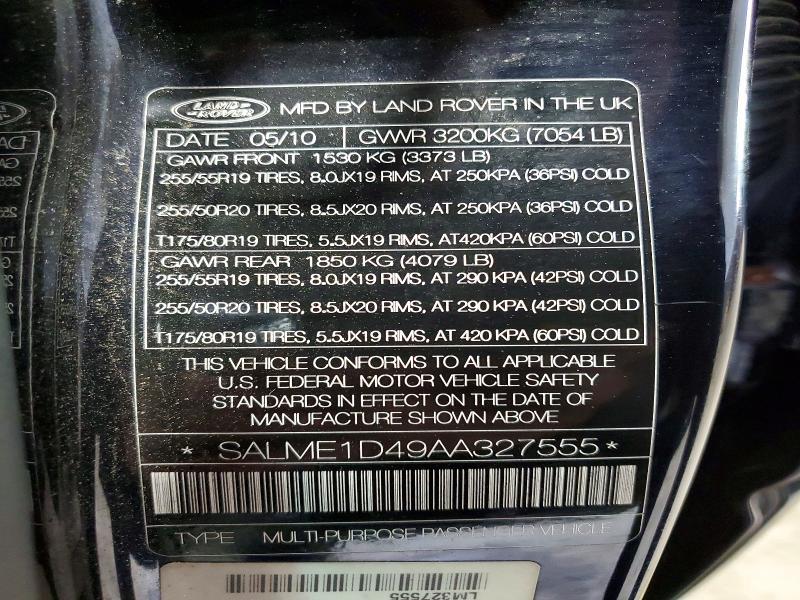 LAND ROVER MFD BY LAND ROVER IN THE UK
DATE 05/10 GWWR 3200KG (7054 LB)
GAWR FRONT 1530 KG (3373 LB)
255/55R19 TIRES, 8.0JX19 RIMS, AT 250KPA (36PSI) COLD
255/50R20 TIRES, 8.5JX20 RIMS, AT 250KPA (36PSI) COLD
T175/80R19 TIRES, 5.5JX19 RIMS, AT420KPA (60PSI) COLD
GAWR REAR 1850 KG (4079 LB)
255/55R19 TIRES, 8.0JX19 RIMS, AT 290 KPA (42PSI) COLD
255/50R20 TIRES, 8.5JX20 RIMS, AT 290 KPA (42PSI) COLD
T175/80R19 TIRES, 5.5JX19 RIMS, AT 420 KPA (60PSI) COLD
THIS VEHICLE CONFORMS TO ALL APPLICABLE
U.S. FEDERAL MOTOR VEHICLE SAFETY
STANDARDS IN EFFECT ON THE DATE OF
MANUFACTURE SHOWN ABOVE
* SALME1D49AA327555 *
TYPE MULTI-PURPOSE PASSENGER VEHICLE
LM327555